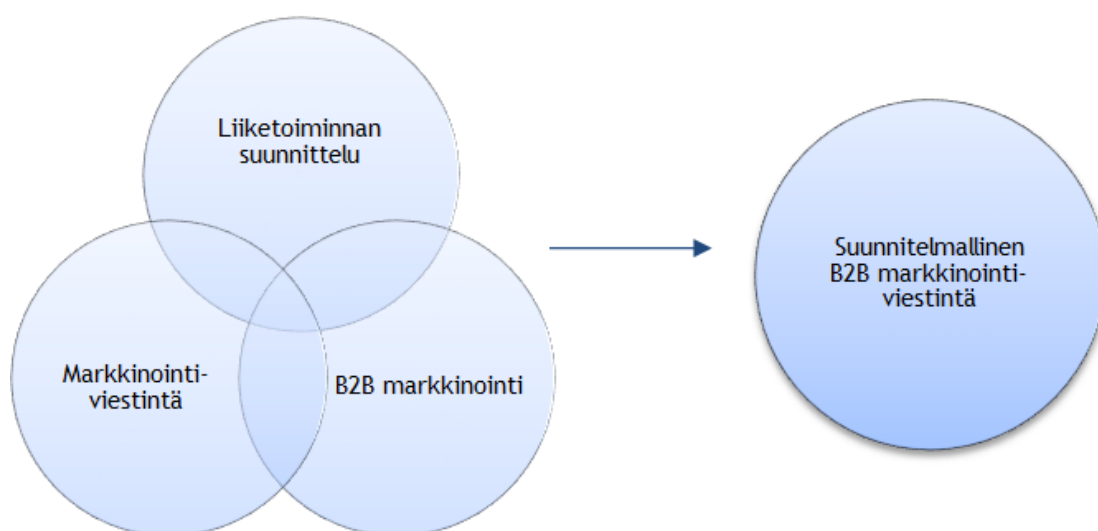 Liiketoiminnan
suunnittelu
Markkinointi-
viestintä
B2B markkinointi
Suunnitelmallinen
B2B markkinointi-
viestintä